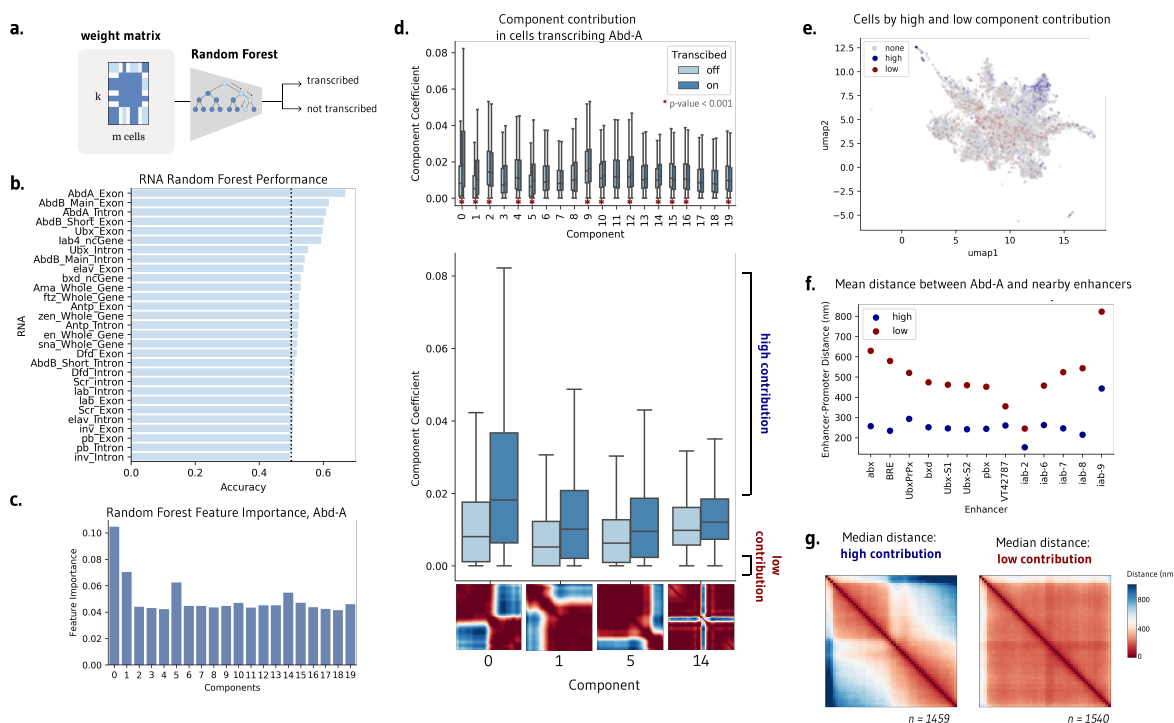 a.
weight matrix
k
m cells
Random Forest
transcribed
not transcribed
b.
RNA Random Forest Performance
RNA
AbdA_Exon
AbdB_Main_Exon
AbdA_Intron
AbdB_Short_Exon
Ubx_Exon
Iab4_ncGene
Ubx_Intron
AbdB_Main_Intron
elav_Exon
bxd_ncGene
Ama_Whole_Gene
ftz_Whole_Gene
Antp_Exon
zen_Whole_Gene
Antp_Intron
en_Whole_Gene
sna_Whole_Gene
Dfd_Exon
AbdB_Short_Intron
Dfd_Intron
Scr_Intron
lab_Intron
lab_Exon
Scr_Exon
elav_Intron
inv_Exon
pb_Exon
pb_Intron
inv_Intron
0.0 0.2 0.4 0.6
Accuracy
c.
Random Forest Feature Importance, Abd-A
Feature Importance
0.10
0.08
0.06
0.04
0.02
0.00
0 1 2 3 4 5 6 7 8 9 10 11 12 13 14 15 16 17 18 19
Components
d.
Component contribution
in cells transcribing Abd-A
Component Coefficient
0.08
0.06
0.04
0.02
0.00
Transcibed
off
on
* p-value < 0.001
* * * * * * * * * * * *
0 1 2 3 4 5 6 7 8 9 10 11 12 13 14 15 16 17 18 19
Component
Component Coefficient
0.08
0.06
0.04
0.02
0.00
high contribution
low
contribution
0 1 5 14
Component
e.
Cells by high and low component contribution
none
high
low
umap2
12.5
10.0
7.5
5.0
2.5
0.0
−2.5
−5.0
0 5 10 15
umap1
f.
Mean distance between Abd-A and nearby enhancers
Enhancer-Promoter Distance (nm)
800
700
600
500
400
300
200
high
low
abx
BRE
UbxPrPx
bxd
Ubx-S1
Ubx-S2
pbx
VT42787
iab-2
iab-6
iab-7
iab-8
iab-9
Enhancer
g.
Median distance:
high contribution
n = 1459
Median distance:
low contribution
n = 1540
Distance (nm
800
400
0